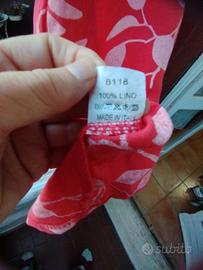 8118
100% LINO
MADE IN ITALY
subito